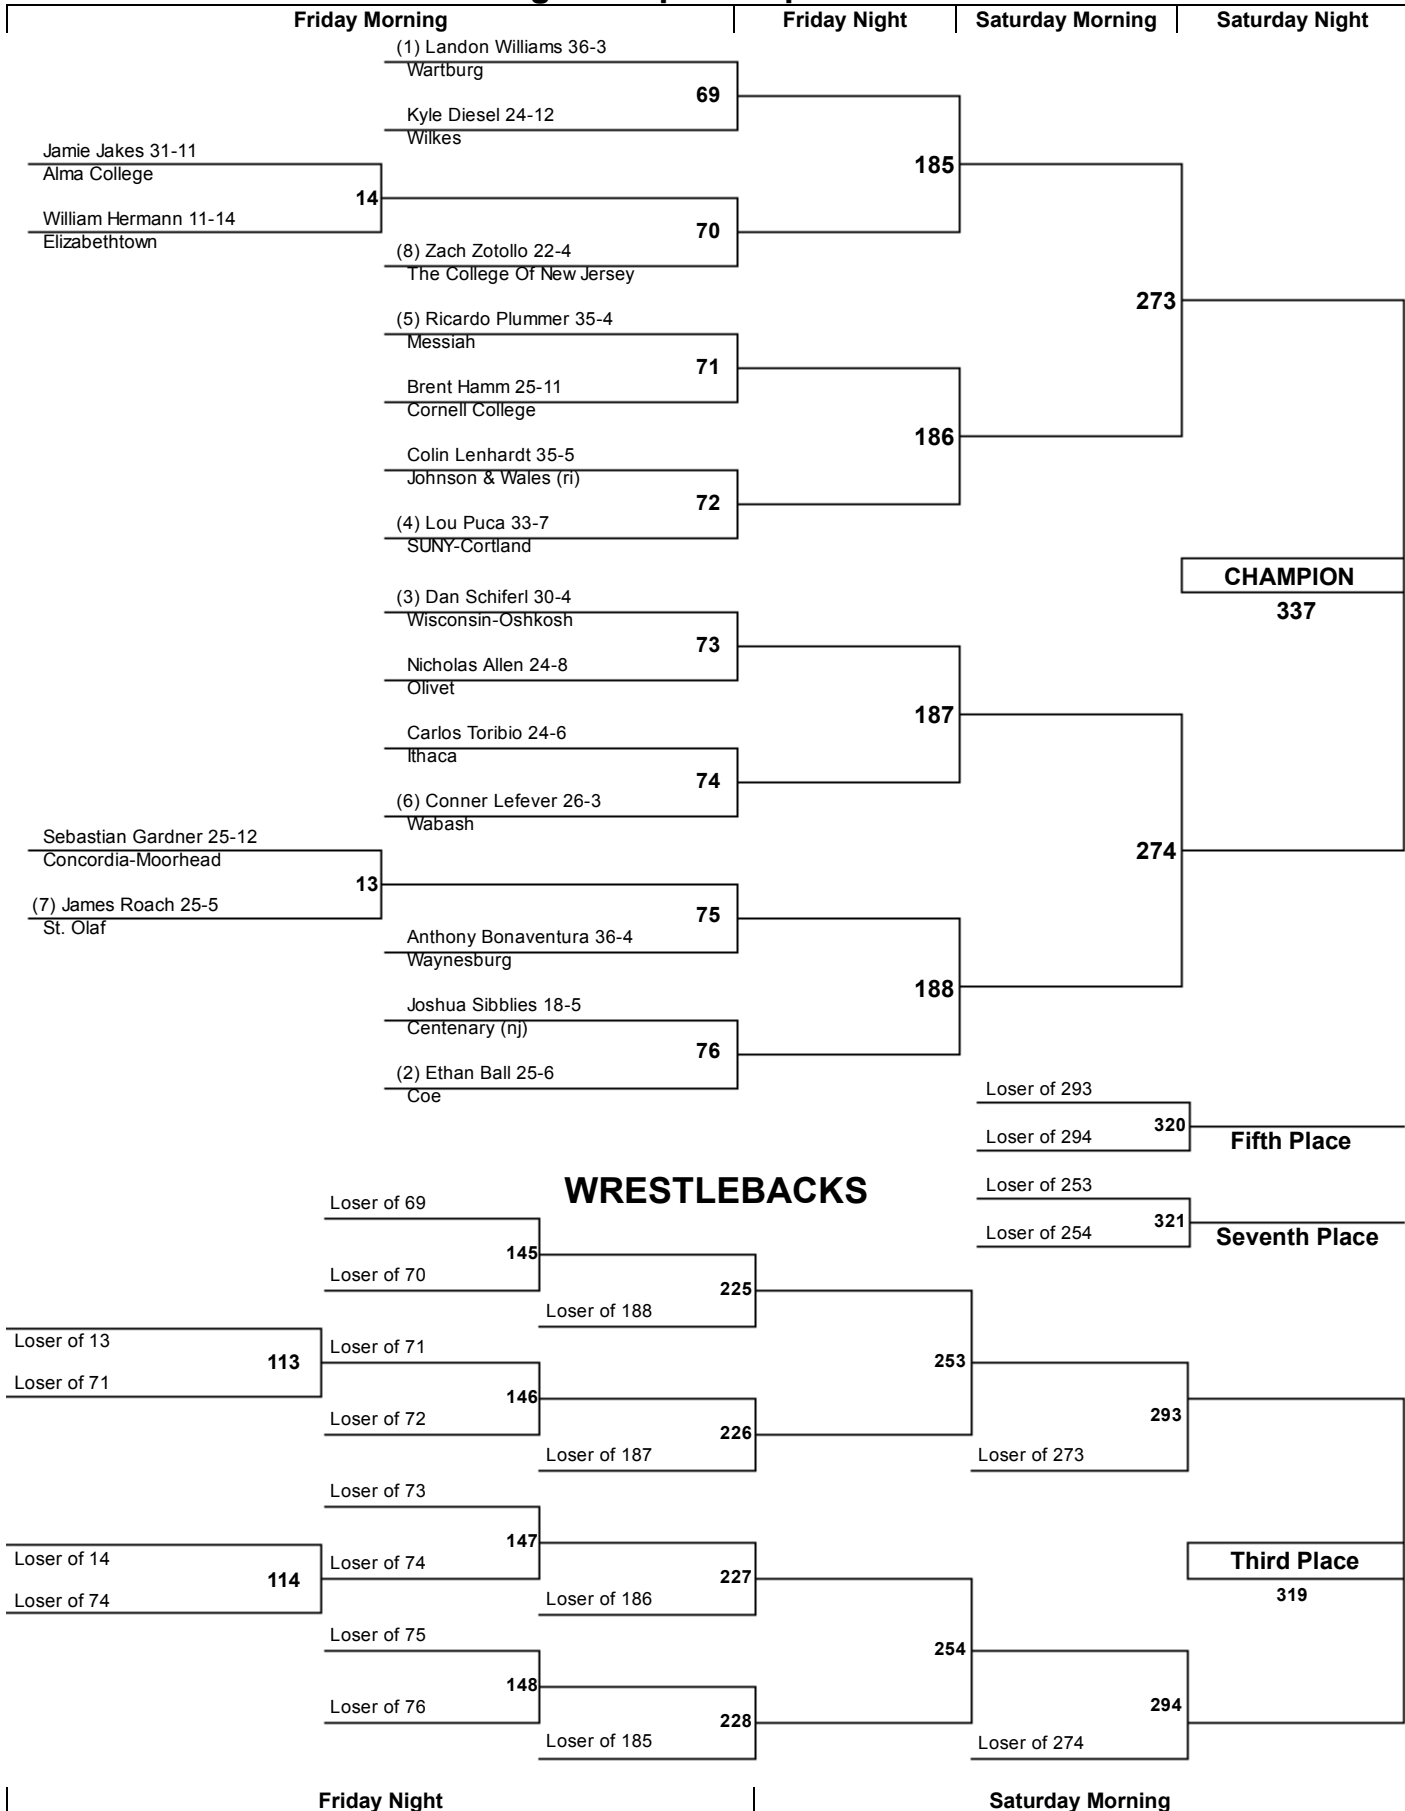 Friday Morning
Friday Night
Saturday Morning
Saturday Night
(1) Landon Williams 36-3
Wartburg
69
Kyle Diesel 24-12
Wilkes
Jamie Jakes 31-11
Alma College
185
14
William Hermann 11-14
Elizabethtown
70
(8) Zach Zotollo 22-4
The College Of New Jersey
273
(5) Ricardo Plummer 35-4
Messiah
71
Brent Hamm 25-11
Cornell College
186
Colin Lenhardt 35-5
Johnson & Wales (ri)
72
(4) Lou Puca 33-7
SUNY-Cortland
CHAMPION
337
(3) Dan Schiferl 30-4
Wisconsin-Oshkosh
73
Nicholas Allen 24-8
Olivet
187
Carlos Toribio 24-6
Ithaca
74
(6) Conner Lefever 26-3
Wabash
Sebastian Gardner 25-12
Concordia-Moorhead
274
13
(7) James Roach 25-5
St. Olaf
75
Anthony Bonaventura 36-4
Waynesburg
188
Joshua Sibblies 18-5
Centenary (nj)
76
(2) Ethan Ball 25-6
Coe
Loser of 293
320
Loser of 294
Fifth Place
WRESTLEBACKS
Loser of 253
321
Loser of 254
Seventh Place
Loser of 69
145
Loser of 70
225
Loser of 188
Loser of 13
113
Loser of 71
Loser of 71
253
146
Loser of 72
226
Loser of 187
293
Loser of 273
Loser of 73
147
Loser of 14
114
Loser of 74
Loser of 74
227
Loser of 186
Third Place
319
Loser of 75
254
148
Loser of 76
228
Loser of 185
294
Loser of 274
Friday Night
Saturday Morning